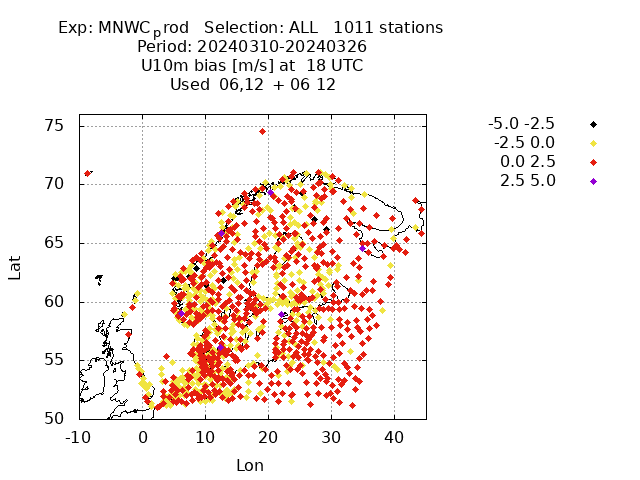 Exp: MNWCprod   Selection: ALL   1011 stations
Period: 20240310-20240326
U10m bias [m/s] at  18 UTC
Used  06,12  + 06 12
-5.0 -2.5
-2.5 0.0
0.0 2.5
2.5 5.0
75
70
65
60
55
50
Lat
-10 0 10 20 30 40
Lon